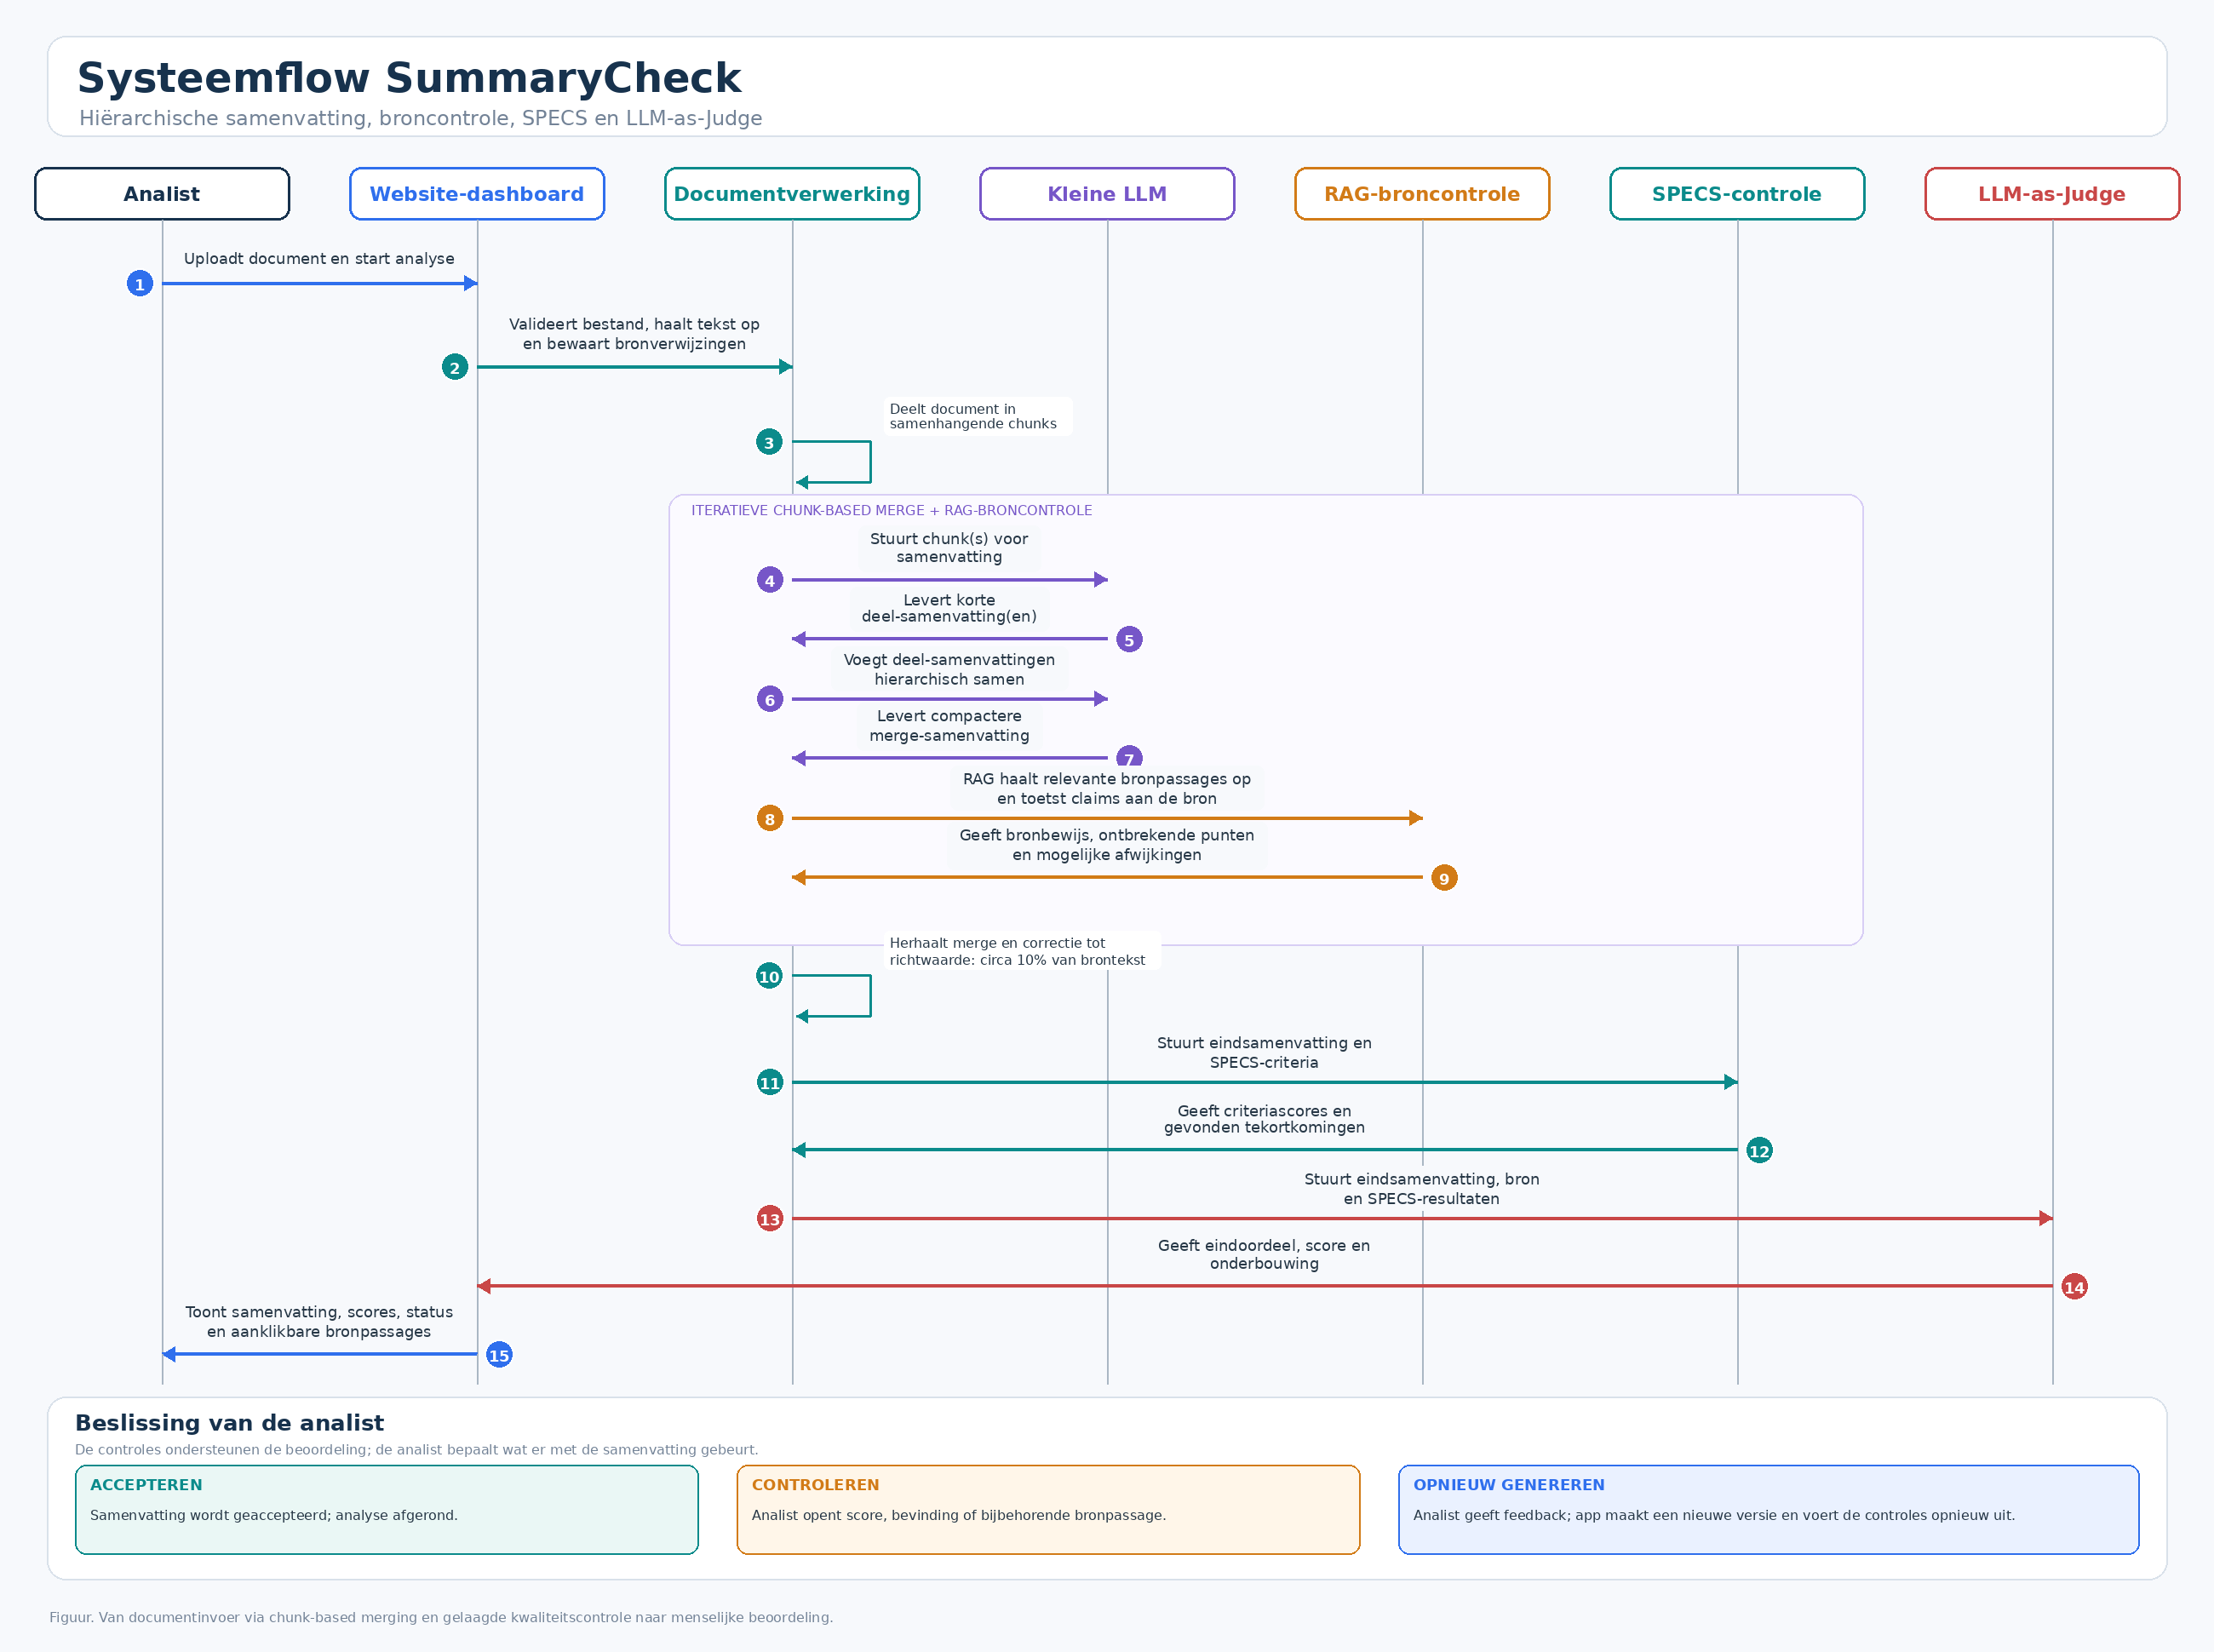 Systeemflow SummaryCheck
Hiërarchische samenvatting, broncontrole, SPECS en LLM-as-Judge
Analist
Website-dashboard
Documentverwerking
Kleine LLM
RAG-broncontrole
SPECS-controle
LLM-as-Judge
Uploadt document en start analyse
1
Valideert bestand, haalt tekst op
en bewaart bronverwijzingen
2
Deelt document in
samenhangende chunks
3
ITERATIEVE CHUNK-BASED MERGE + RAG-BRONCONTROLE
Stuurt chunk(s) voor
samenvatting
4
Levert korte
deel-samenvatting(en)
5
Voegt deel-samenvattingen
hierarchisch samen
6
Levert compactere
merge-samenvatting
7
RAG haalt relevante bronpassages op
en toetst claims aan de bron
8
Geeft bronbewijs, ontbrekende punten
en mogelijke afwijkingen
9
Herhaalt merge en correctie tot
richtwaarde: circa 10% van brontekst
10
Stuurt eindsamenvatting en
SPECS-criteria
11
Geeft criteriascores en
gevonden tekortkomingen
12
Stuurt eindsamenvatting, bron
en SPECS-resultaten
13
Geeft eindoordeel, score en
onderbouwing
14
Toont samenvatting, scores, status
en aanklikbare bronpassages
15
Beslissing van de analist
De controles ondersteunen de beoordeling; de analist bepaalt wat er met de samenvatting gebeurt.
ACCEPTEREN
Samenvatting wordt geaccepteerd; analyse afgerond.
CONTROLEREN
Analist opent score, bevinding of bijbehorende bronpassage.
OPNIEUW GENEREREN
Analist geeft feedback; app maakt een nieuwe versie en voert de controles opnieuw uit.
Figuur. Van documentinvoer via chunk-based merging en gelaagde kwaliteitscontrole naar menselijke beoordeling.